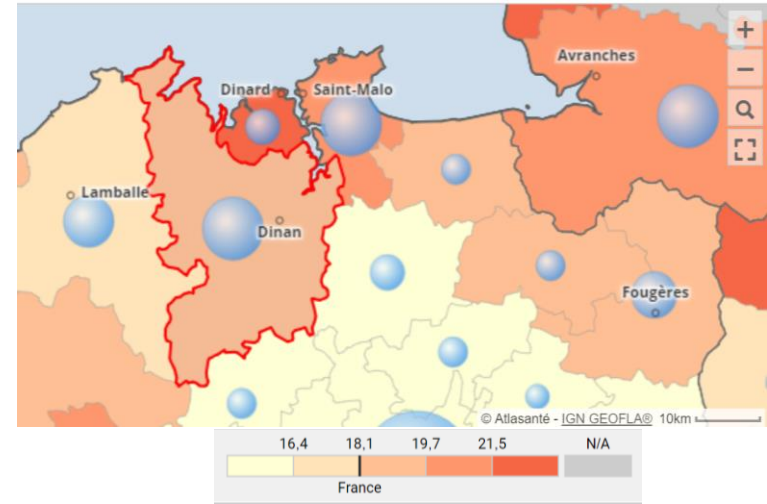 Avranches
Dinard
Saint-Malo
Lamballe
Dinan
Fougères
© Atlasanté - IGN GEOFLA® 10km
16,4 18,1 19,7 21,5 N/A
France